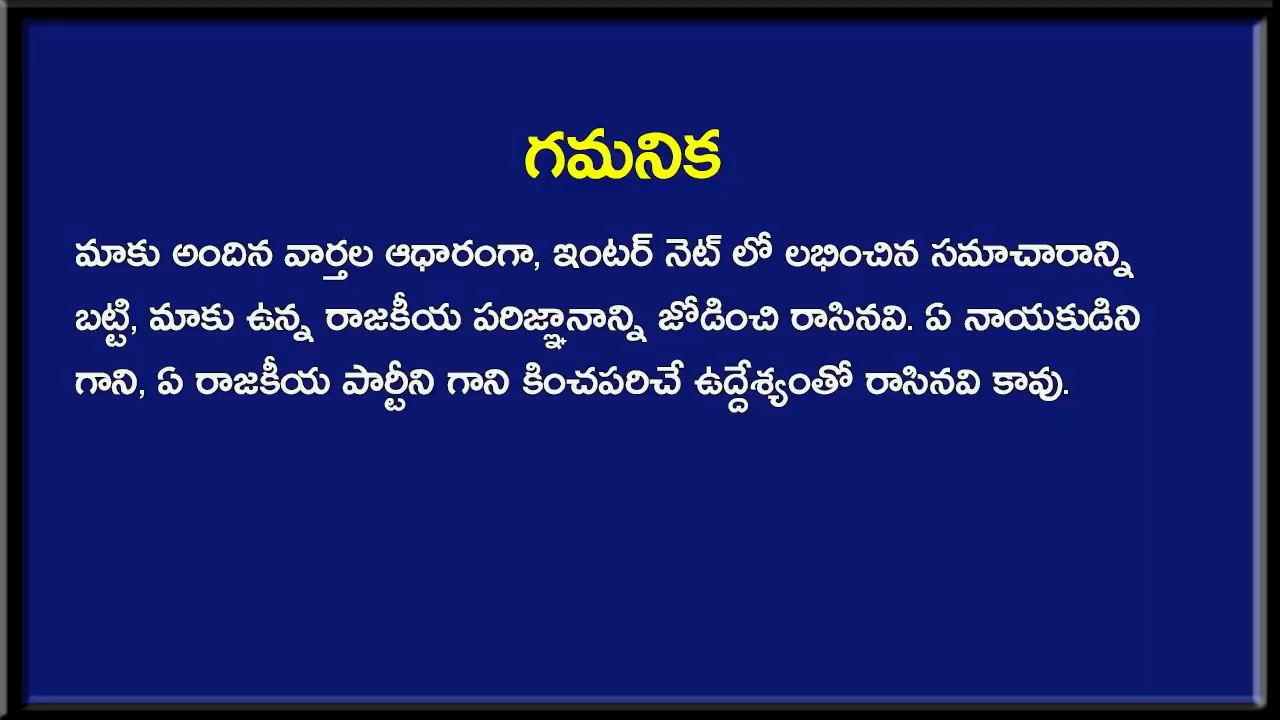 గమనిక
మాకు అందిన వార్తల ఆధారంగా, ఇంటర్ నెట్ లో లభించిన సమాచారాన్ని
బట్టి, మాకు ఉన్న రాజకీయ పరిజ్ఞానాన్ని జోడించి రాసినవి. ఏ నాయకుడిని
గాని, ఏ రాజకీయ పార్టీని గాని కించపరిచే ఉద్దేశ్యంతో రాసినవి కావు.